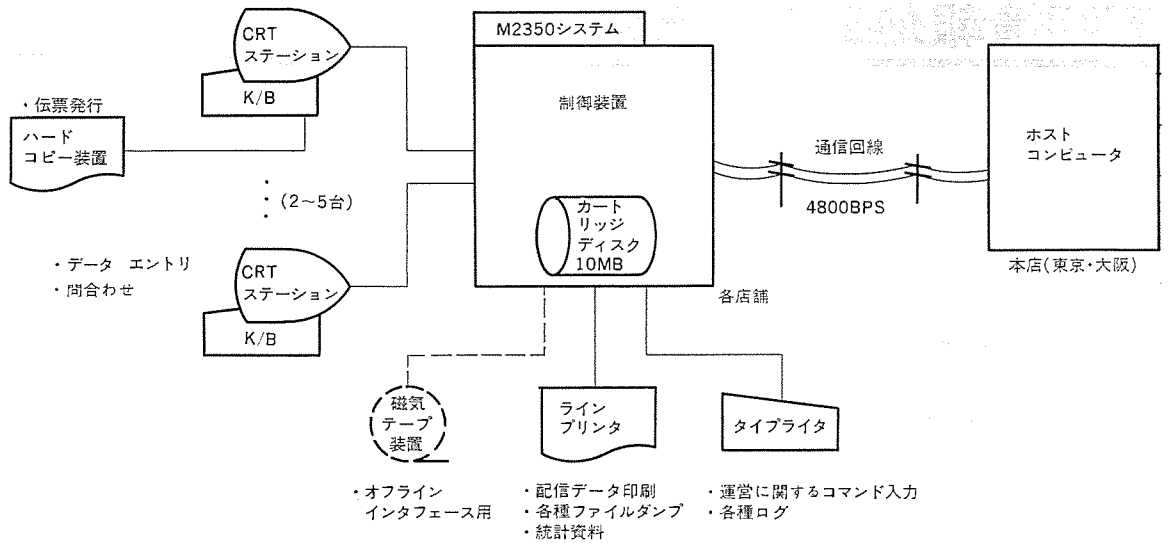 M2350システム
制御装置
カート
リッジ
ディスク
10MB
各店舗
CRT
ステーション
K/B
・伝票発行
ハード
コピー装置
・
・
・
(2～5台)
・データ エントリ
・問合わせ
CRT
ステーション
K/B
通信回線
4800BPS
ホスト
コンピュータ
本店(東京・大阪)
磁気
テープ
装置
・オフライン
インタフェース用
ライン
プリンタ
・配信データ印刷
・各種ファイルダンプ
・統計資料
タイプライタ
・運営に関するコマンド入力
・各種ログ